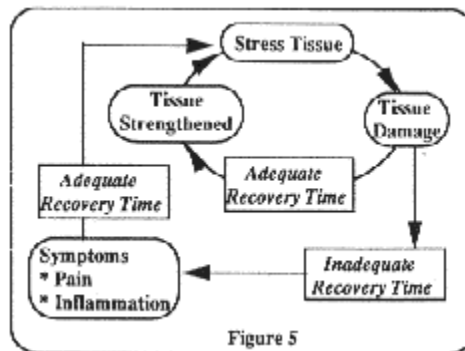 Stress Tissue
Tissue
Strengthened
Tissue
Damage
Adequate
Recovery Time
Adequate
Recovery Time
Symptoms
* Pain
* Inflammation
Inadequate
Recovery Time
Figure 5